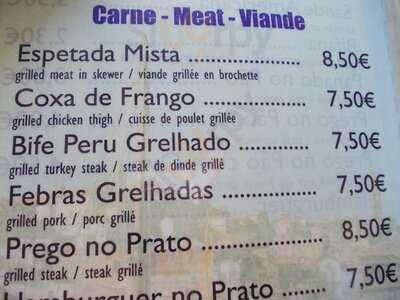 Carne - Meat - Viande
Espetada Mista ................... 8,50€
grilled meat in skewer / viande grillée en brochette
Coxa de Frango .................. 7,50€
grilled chicken thigh / cuisse de poulet grillée
Bife Peru Grelhado .............. 7,50€
grilled turkey steak / steak de dinde grillé
Febras Grelhadas ................. 7,50€
grilled pork / porc grillé
Prego no Prato ..................... 8,50€
grilled steak / steak grillé
Hamburguer no Prato ......... 7,50€